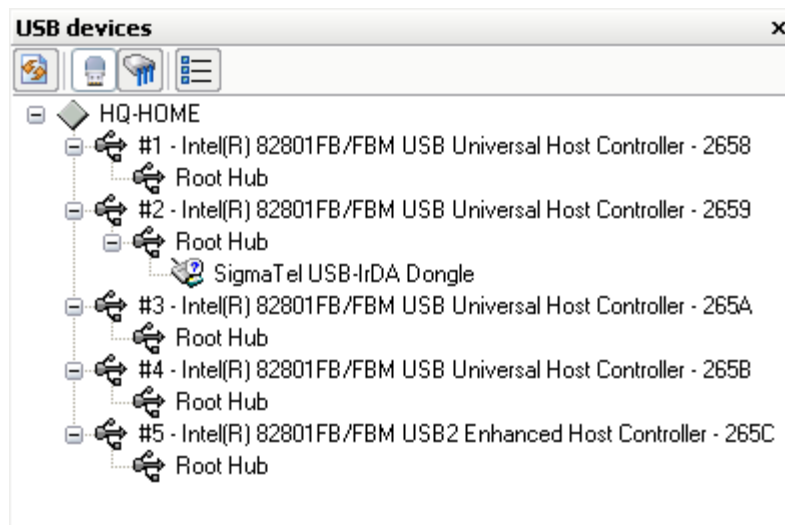 USB devices
HQ-HOME
#1 - Intel(R) 82801FB/FBM USB Universal Host Controller - 2658
Root Hub
#2 - Intel(R) 82801FB/FBM USB Universal Host Controller - 2659
Root Hub
SigmaTel USB-IrDA Dongle
#3 - Intel(R) 82801FB/FBM USB Universal Host Controller - 265A
Root Hub
#4 - Intel(R) 82801FB/FBM USB Universal Host Controller - 265B
Root Hub
#5 - Intel(R) 82801FB/FBM USB2 Enhanced Host Controller - 265C
Root Hub